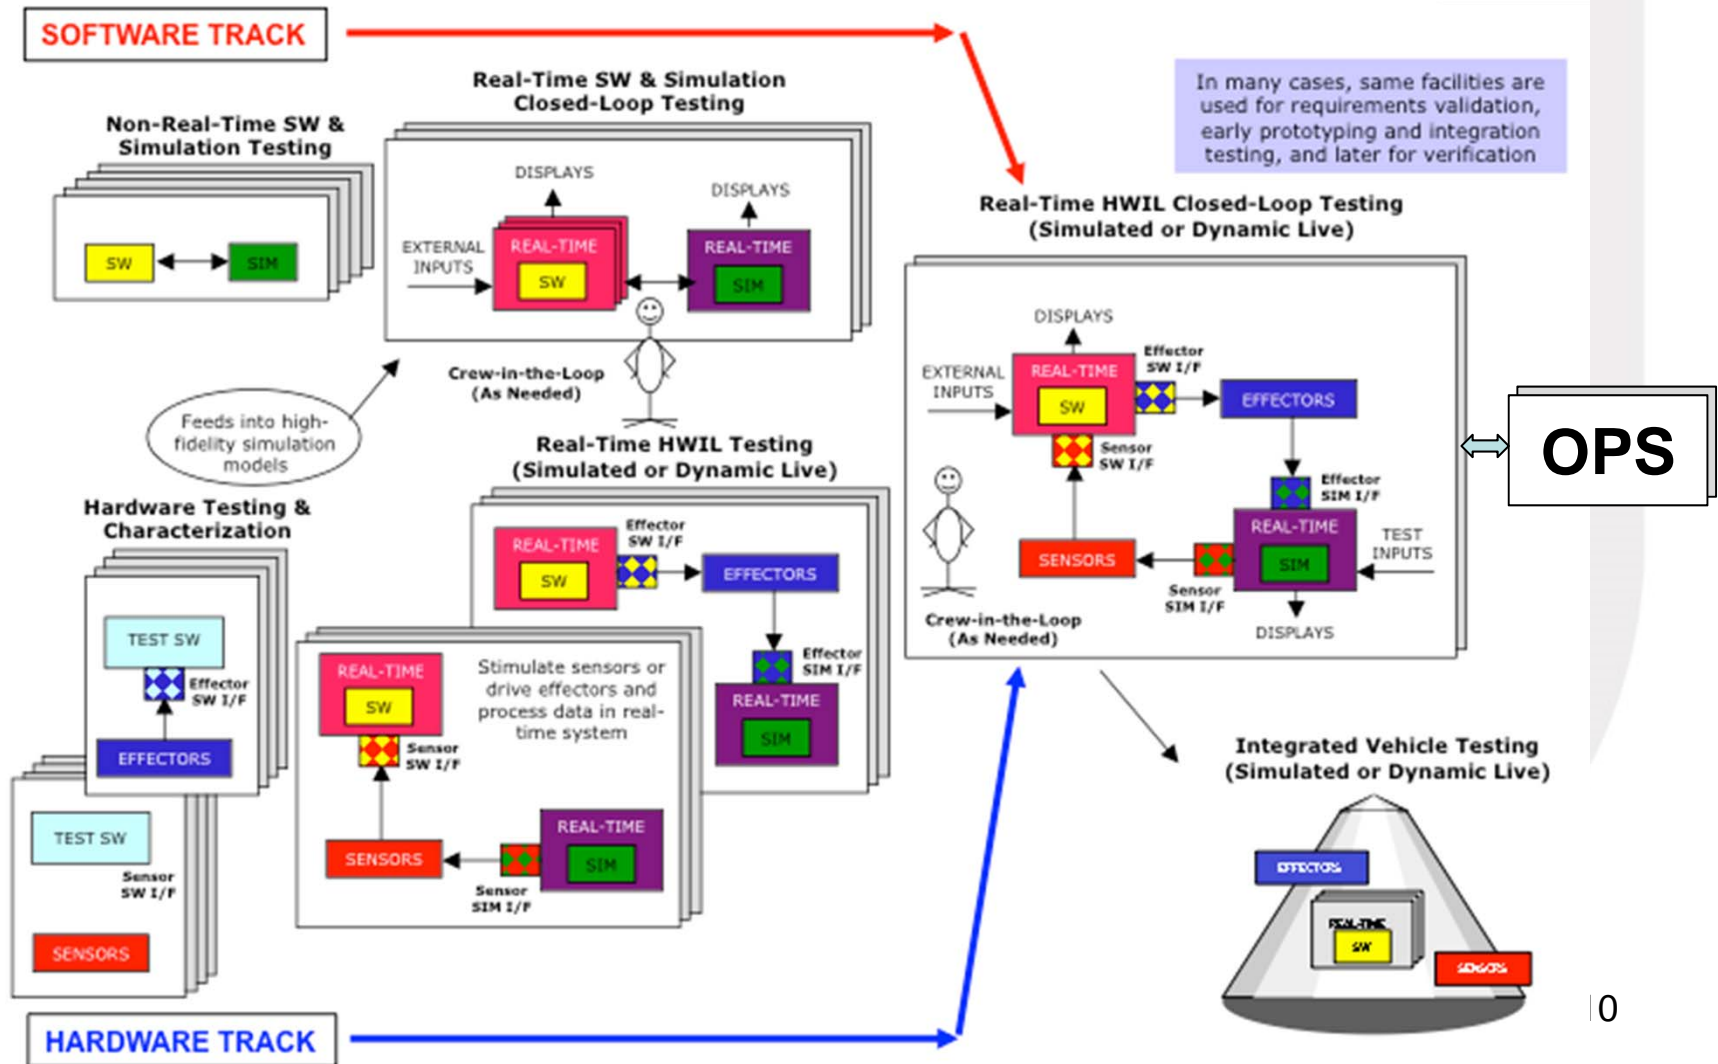 SOFTWARE TRACK
In many cases, same facilities are
used for requirements validation,
early prototyping and integration
testing, and later for verification
Non-Real-Time SW &
Simulation Testing
SW
SIM
Real-Time SW & Simulation
Closed-Loop Testing
DISPLAYS
DISPLAYS
EXTERNAL
INPUTS
REAL-TIME
SW
REAL-TIME
SIM
Crew-in-the-Loop
(As Needed)
Feeds into high-
fidelity simulation
models
Hardware Testing &
Characterization
TEST SW
Effector
SW I/F
EFFECTORS
TEST SW
Sensor
SW I/F
SENSORS
Real-Time HWIL Testing
(Simulated or Dynamic Live)
REAL-TIME
SW
Effector
SW I/F
EFFECTORS
Effector
SIM I/F
REAL-TIME
SIM
REAL-TIME
SW
Stimulate sensors or
drive effectors and
process data in real-
time system
Sensor
SW I/F
SENSORS
Sensor
SIM I/F
REAL-TIME
SIM
Real-Time HWIL Closed-Loop Testing
(Simulated or Dynamic Live)
DISPLAYS
EXTERNAL
INPUTS
REAL-TIME
SW
Effector
SW I/F
EFFECTORS
Sensor
SW I/F
Effector
SIM I/F
REAL-TIME
SIM
TEST
INPUTS
SENSORS
Sensor
SIM I/F
DISPLAYS
Crew-in-the-Loop
(As Needed)
OPS
Integrated Vehicle Testing
(Simulated or Dynamic Live)
EFFECTORS
REAL-TIME
SW
SENSORS
0
HARDWARE TRACK